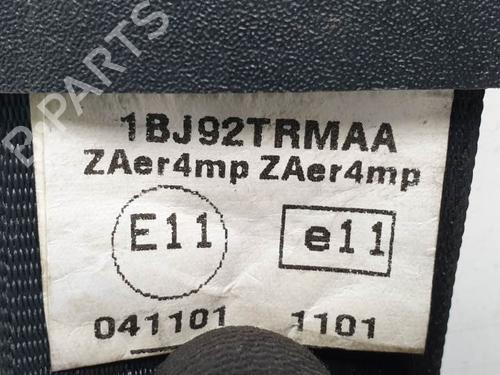 B-PARTS
1BJ92TRMAA
ZAer4mp ZAer4mp
E11 e11
041101 1101